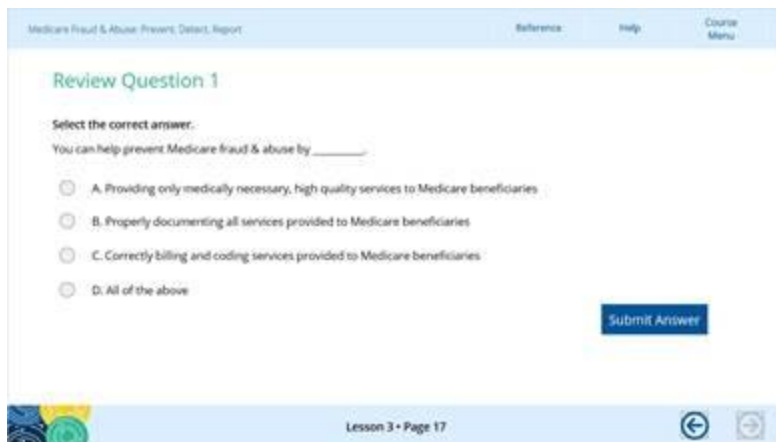 Medicare Fraud & Abuse: Prevent, Detect, Report
Reference
Help
Course
Menu
Review Question 1
Select the correct answer.
You can help prevent Medicare fraud & abuse by ________.
A. Providing only medically necessary, high quality services to Medicare beneficiaries
B. Properly documenting all services provided to Medicare beneficiaries
C. Correctly billing and coding services provided to Medicare beneficiaries
D. All of the above
Submit Answer
Lesson 3 • Page 17